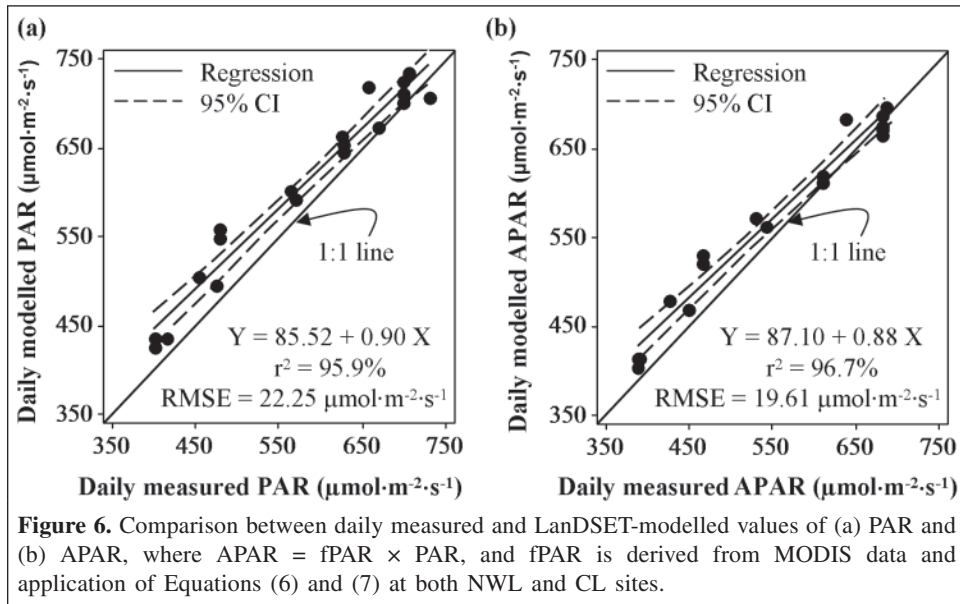 (a)
750
650
550
450
350
Daily modelled PAR (µmol·m⁻²·s⁻¹)
Regression
95% CI
1:1 line
Y = 85.52 + 0.90 X
r² = 95.9%
RMSE = 22.25 µmol·m⁻²·s⁻¹
350 450 550 650 750
Daily measured PAR (µmol·m⁻²·s⁻¹)
(b)
750
650
550
450
350
Daily modelled APAR (µmol·m⁻²·s⁻¹)
Regression
95% CI
1:1 line
Y = 87.10 + 0.88 X
r² = 96.7%
RMSE = 19.61 µmol·m⁻²·s⁻¹
350 450 550 650 750
Daily measured APAR (µmol·m⁻²·s⁻¹)
Figure 6. Comparison between daily measured and LanDSET-modelled values of (a) PAR and
(b) APAR, where APAR = fPAR × PAR, and fPAR is derived from MODIS data and
application of Equations (6) and (7) at both NWL and CL sites.